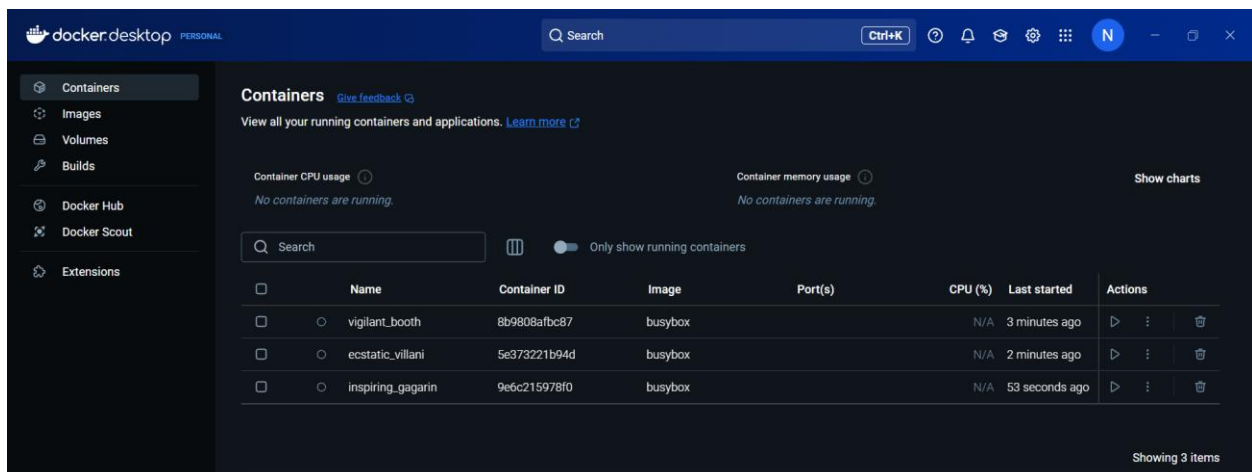 docker.desktop PERSONAL
Search
Ctrl+K
N
Containers
Images
Volumes
Builds
Docker Hub
Docker Scout
Extensions
Containers Give feedback
View all your running containers and applications. Learn more
Container CPU usage
No containers are running.
Container memory usage
No containers are running.
Show charts
Search
Only show running containers
Name Container ID Image Port(s) CPU (%) Last started Actions
vigilant_booth 8b9808afbc87 busybox N/A 3 minutes ago
ecstatic_villani 5e373221b94d busybox N/A 2 minutes ago
inspiring_gagarin 9e6c215978f0 busybox N/A 53 seconds ago
Showing 3 items